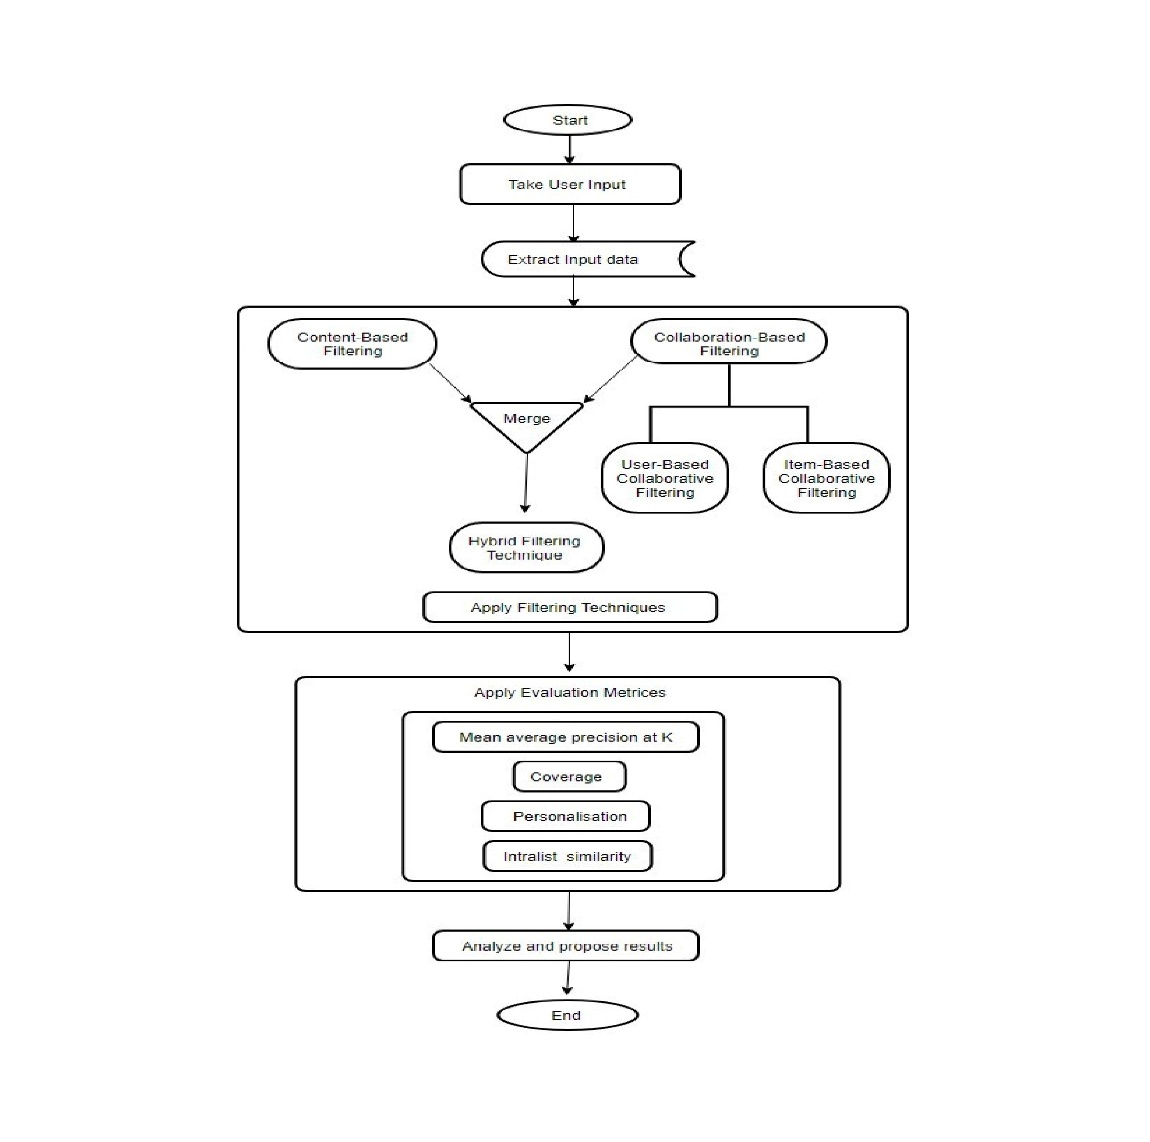 Start
Take User Input
Extract Input data
Content-Based
Filtering
Collaboration-Based
Filtering
Merge
User-Based
Collaborative
Filtering
Item-Based
Collaborative
Filtering
Hybrid Filtering
Technique
Apply Filtering Techniques
Apply Evaluation Metrices
Mean average precision at K
Coverage
Personalisation
Intralist similarity
Analyze and propose results
End